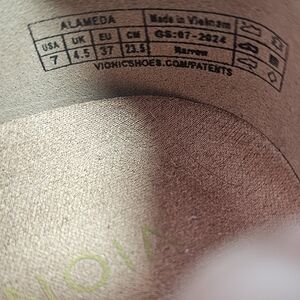 ALAMEDA
Made in Vietnam
USA UK EU CM
GS:07-2024
7 4.5 37 23.5
Narrow
VIONICSHOES.COM/PATENTS
VIONIC